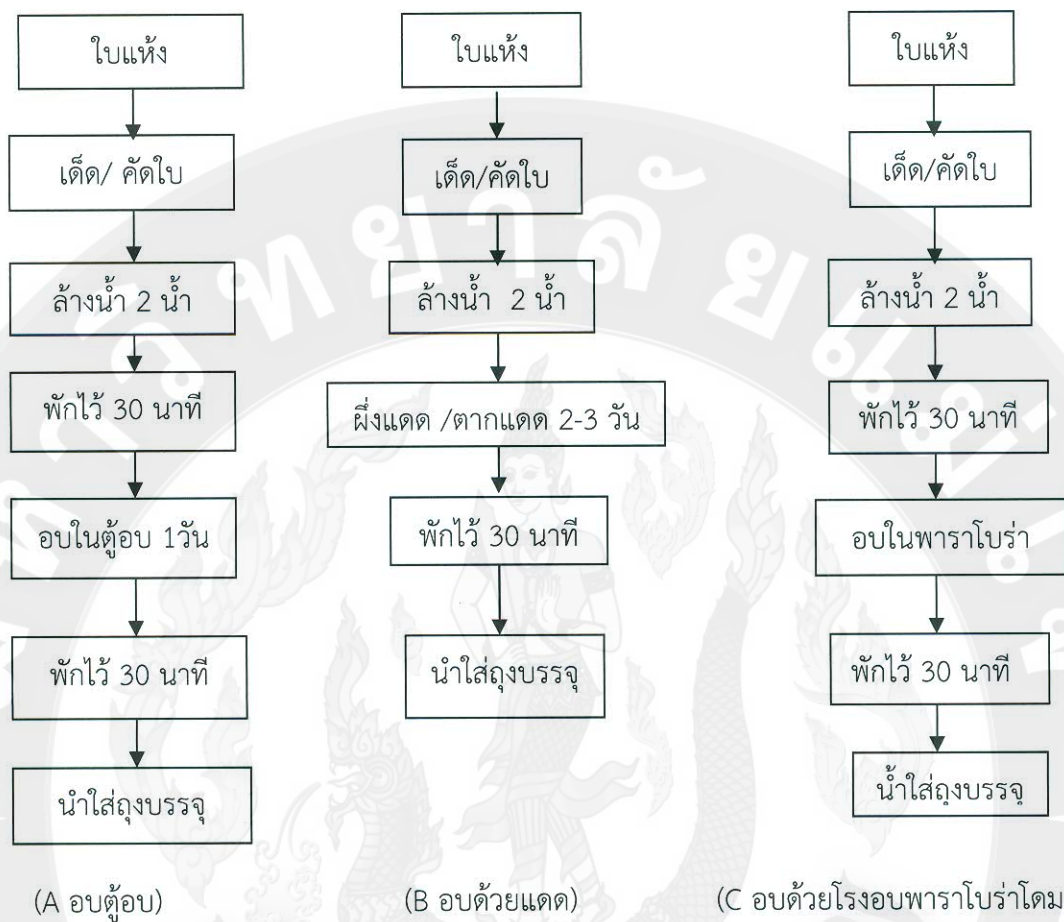 ใบแห้ง
เด็ด/ คัดใบ
ล้างน้ำ 2 น้ำ
พักไว้ 30 นาที
อบในตู้อบ 1วัน
พักไว้ 30 นาที
นำใส่ถุงบรรจุ
(A อบตู้อบ)
ใบแห้ง
เด็ด/คัดใบ
ล้างน้ำ 2 น้ำ
ผึ่งแดด /ตากแดด 2-3 วัน
พักไว้ 30 นาที
นำใส่ถุงบรรจุ
(B อบด้วยแดด)
ใบแห้ง
เด็ด/คัดใบ
ล้างน้ำ 2 น้ำ
พักไว้ 30 นาที
อบในพาราโบร่า
พักไว้ 30 นาที
น้ำใส่ถุงบรรจุ
(C อบด้วยโรงอบพาราโบร่าโดม